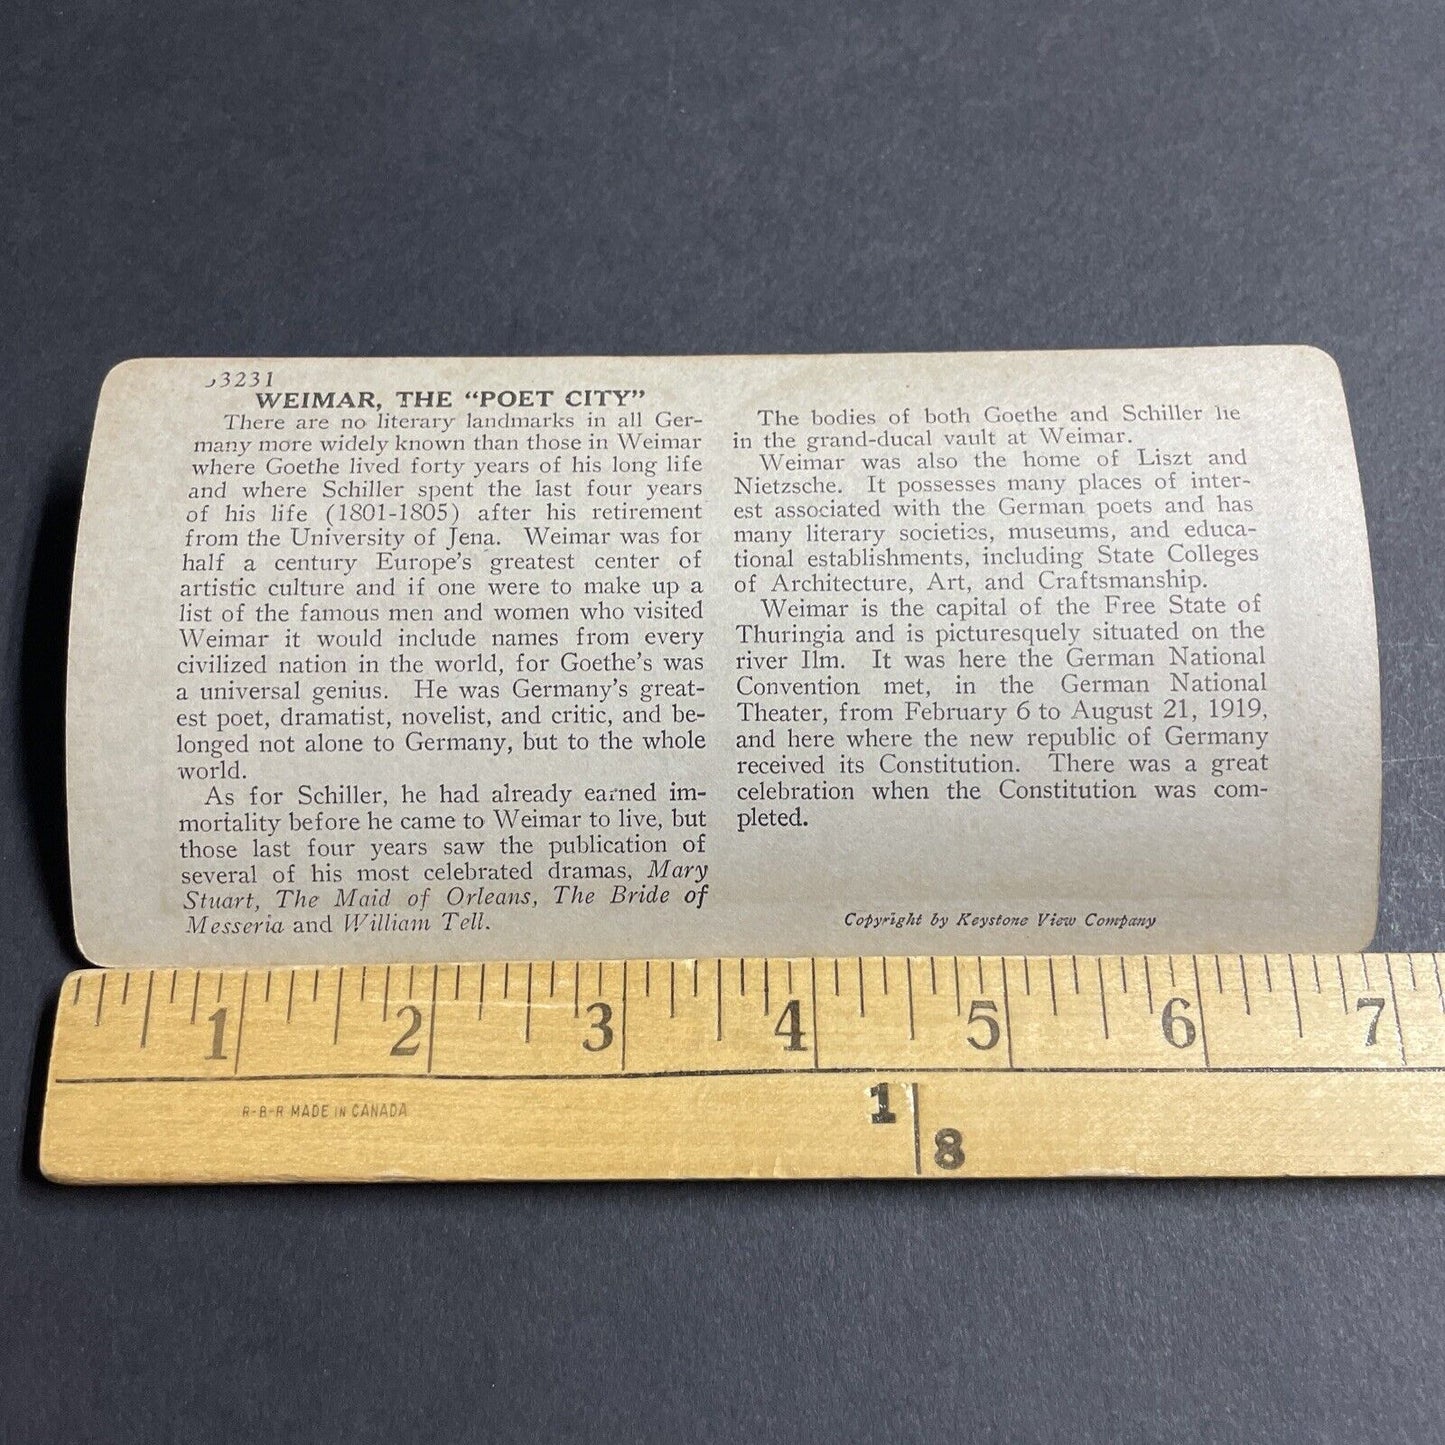 3231
WEIMAR, THE "POET CITY"
There are no literary landmarks in all Ger-
many more widely known than those in Weimar
where Goethe lived forty years of his long life
and where Schiller spent the last four years
of his life (1801-1805) after his retirement
from the University of Jena. Weimar was for
half a century Europe's greatest center of
artistic culture and if one were to make up a
list of the famous men and women who visited
Weimar it would include names from every
civilized nation in the world, for Goethe's was
a universal genius. He was Germany's great-
est poet, dramatist, novelist, and critic, and be-
longed not alone to Germany, but to the whole
world.
As for Schiller, he had already earned im-
mortality before he came to Weimar to live, but
those last four years saw the publication of
several of his most celebrated dramas, Mary
Stuart, The Maid of Orleans, The Bride of
Messeria and William Tell.
The bodies of both Goethe and Schiller lie
in the grand-ducal vault at Weimar.
Weimar was also the home of Liszt and
Nietzsche. It possesses many places of inter-
est associated with the German poets and has
many literary societies, museums, and educa-
tional establishments, including State Colleges
of Architecture, Art, and Craftsmanship.
Weimar is the capital of the Free State of
Thuringia and is picturesquely situated on the
river Ilm. It was here the German National
Convention met, in the German National
Theater, from February 6 to August 21, 1919,
and here where the new republic of Germany
received its Constitution. There was a great
celebration when the Constitution was com-
pleted.
Copyright by Keystone View Company
1 2 3 4 5 6 7
R-B-R MADE IN CANADA
1 8